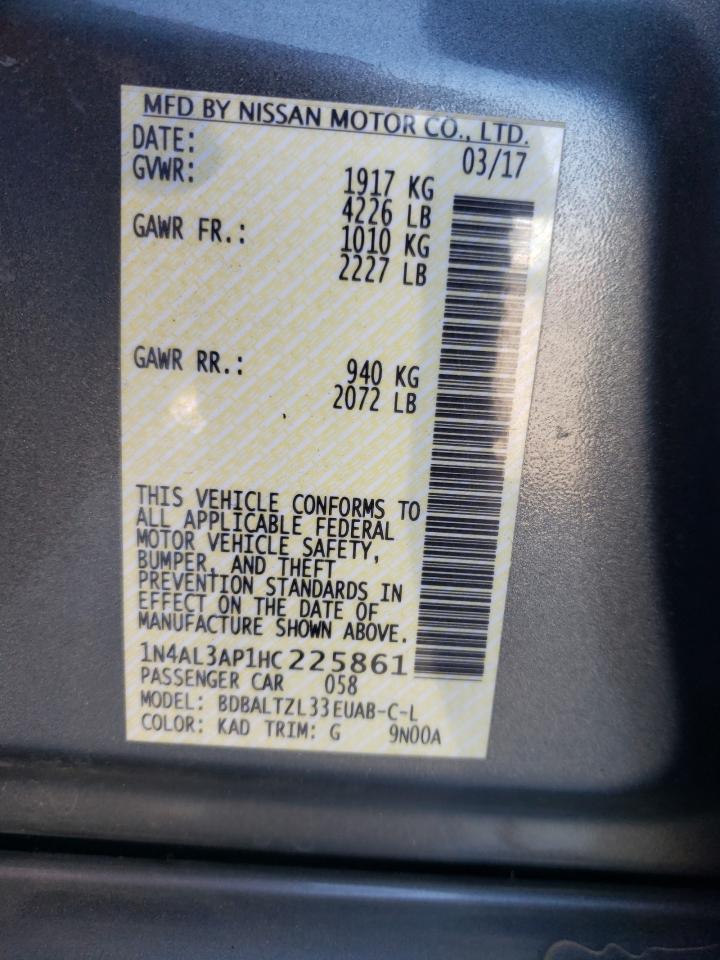 MFD BY NISSAN MOTOR CO., LTD.
DATE: 03/17
GVWR: 1917 KG
4226 LB
GAWR FR.: 1010 KG
2227 LB
GAWR RR.: 940 KG
2072 LB
THIS VEHICLE CONFORMS TO
ALL APPLICABLE FEDERAL
MOTOR VEHICLE SAFETY,
BUMPER, AND THEFT
PREVENTION STANDARDS IN
EFFECT ON THE DATE OF
MANUFACTURE SHOWN ABOVE.
1N4AL3AP1HC225861
PASSENGER CAR 058
MODEL: BDBALTZL33EUAB-C-L
COLOR: KAD TRIM: G 9N00A